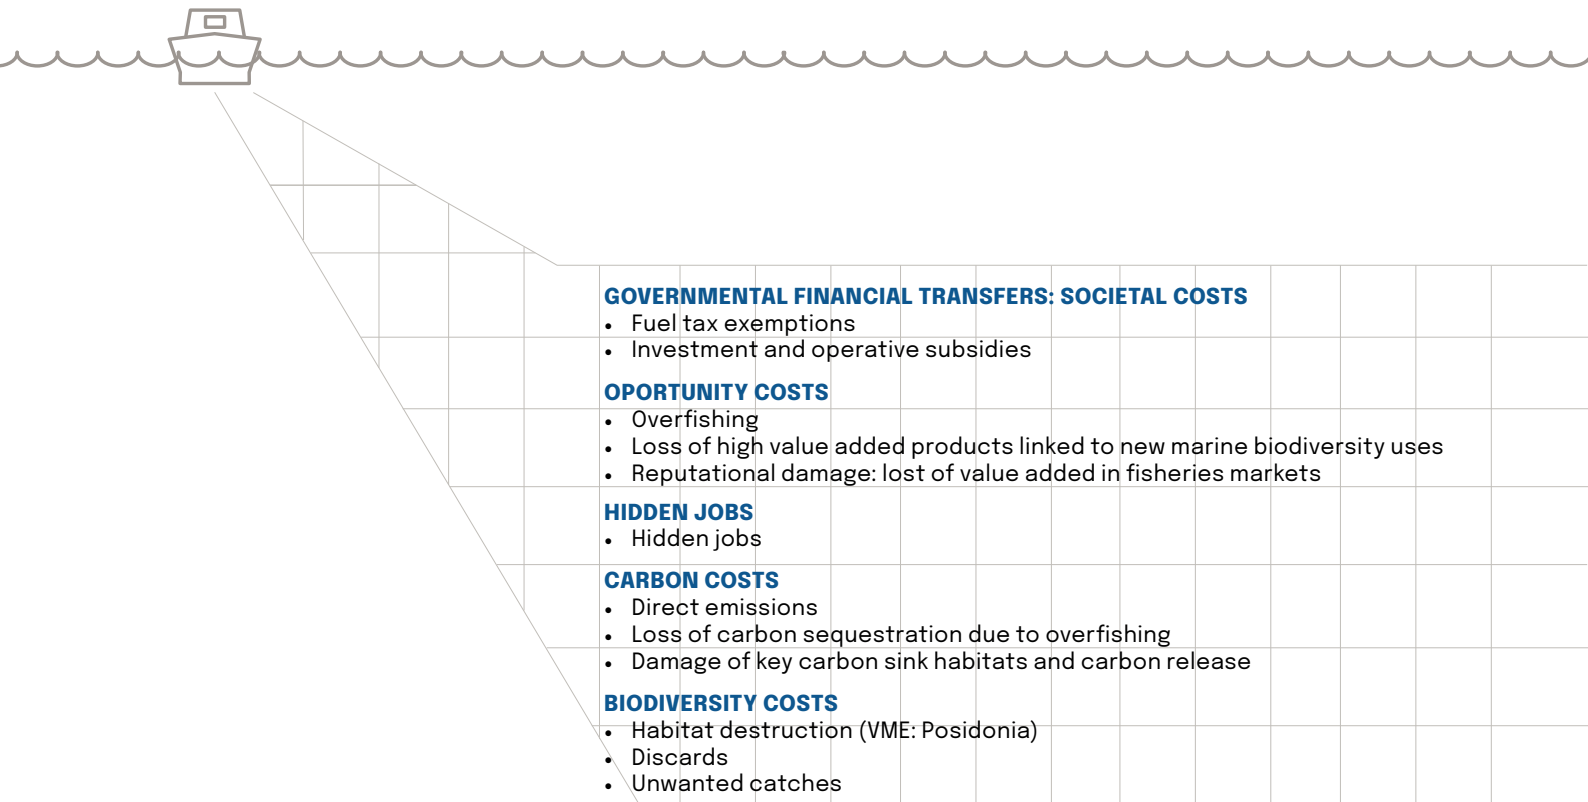 GOVERNMENTAL FINANCIAL TRANSFERS: SOCIETAL COSTS
• Fuel tax exemptions
• Investment and operative subsidies
OPORTUNITY COSTS
• Overfishing
• Loss of high value added products linked to new marine biodiversity uses
• Reputational damage: lost of value added in fisheries markets
HIDDEN JOBS
• Hidden jobs
CARBON COSTS
• Direct emissions
• Loss of carbon sequestration due to overfishing
• Damage of key carbon sink habitats and carbon release
BIODIVERSITY COSTS
• Habitat destruction (VME: Posidonia)
• Discards
• Unwanted catches